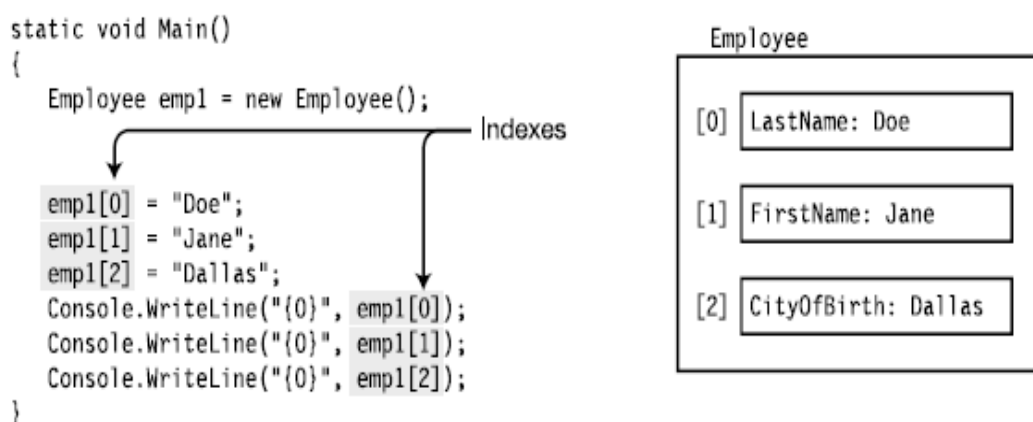 static void Main()
{
Employee emp1 = new Employee();
Indexes
emp1[0] = "Doe";
emp1[1] = "Jane";
emp1[2] = "Dallas";
Console.WriteLine("{0}", emp1[0]);
Console.WriteLine("{0}", emp1[1]);
Console.WriteLine("{0}", emp1[2]);
}
Employee
[0] LastName: Doe
[1] FirstName: Jane
[2] CityOfBirth: Dallas